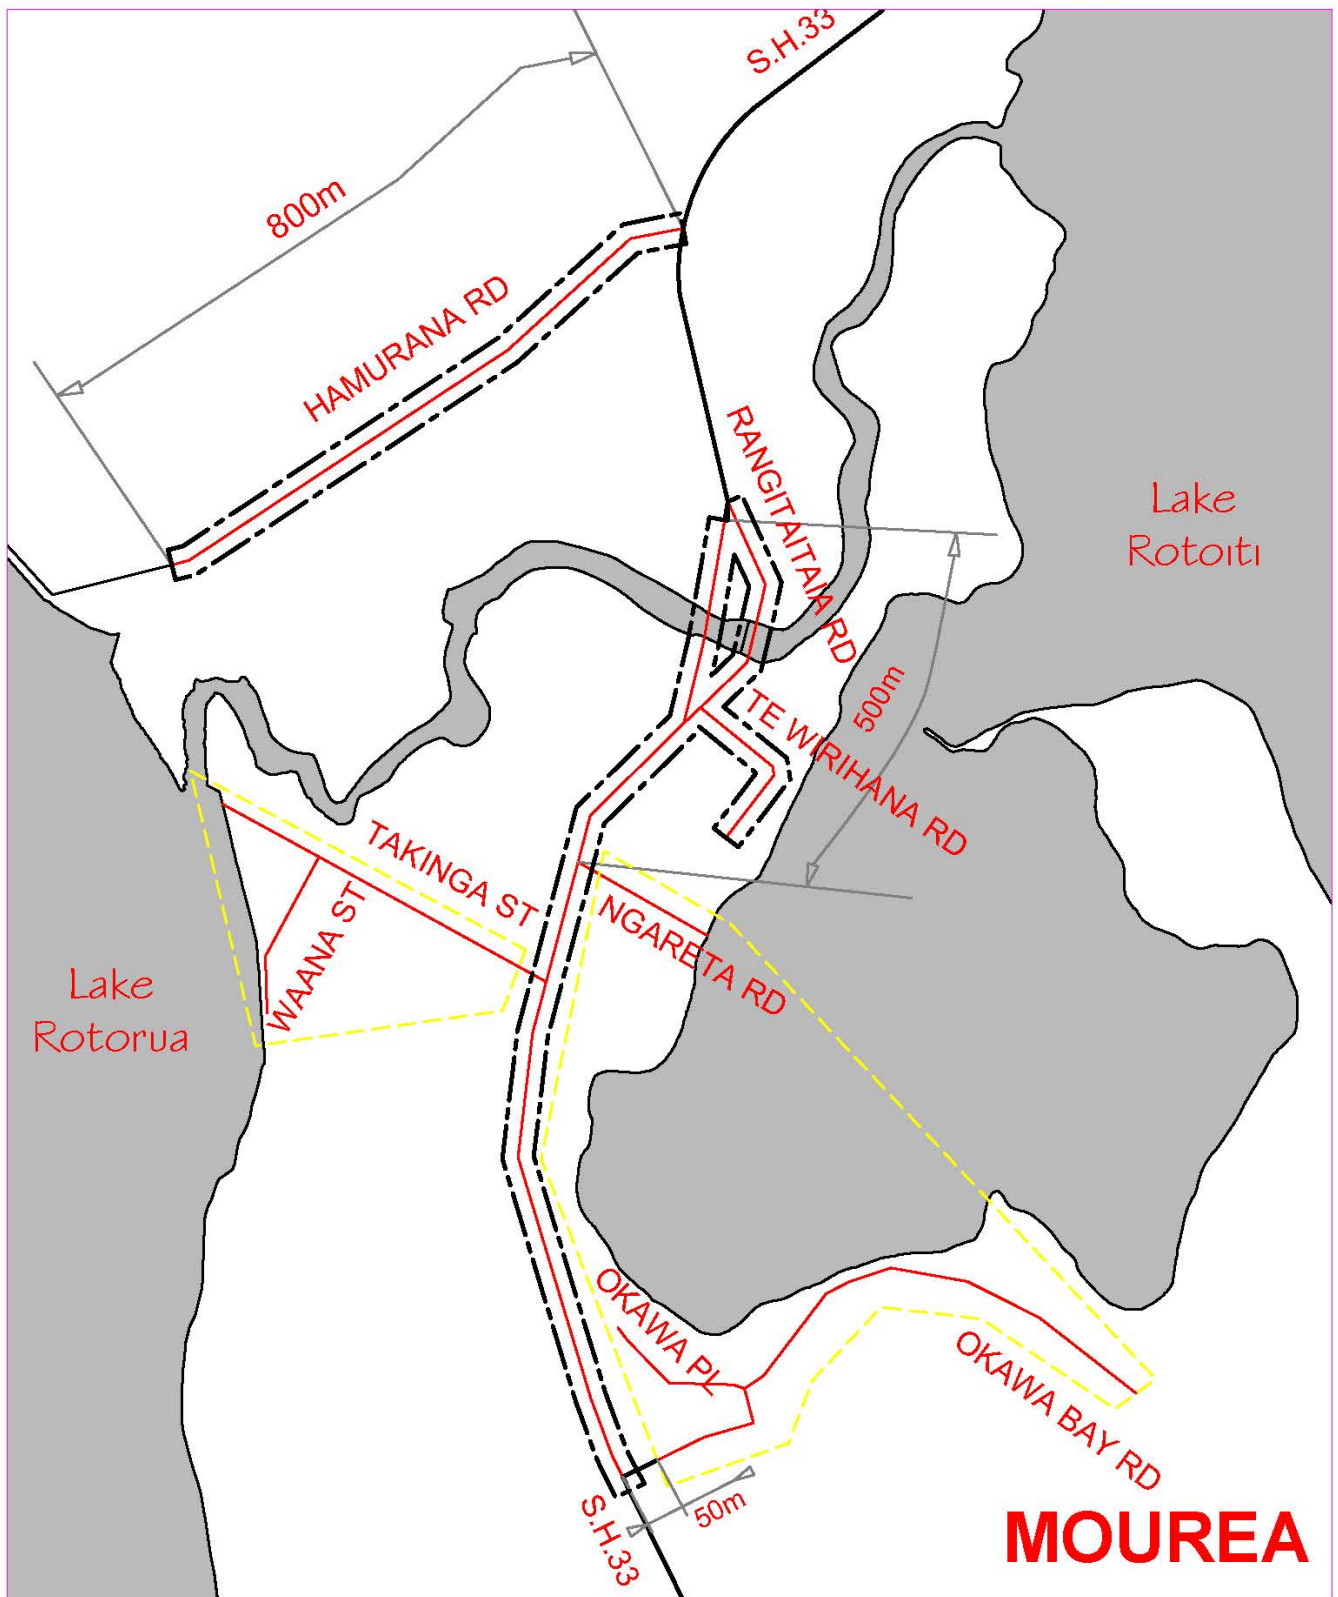 S.H.33
800m
HAMURANA RD
RANGITAITAIA RD
Lake
Rotoiti
500m
TE WIRIHANA RD
TAKINGA ST
WAANA ST
NGARETA RD
Lake
Rotorua
OKAWA PL
OKAWA BAY RD
50m
S.H.33
MOUREA